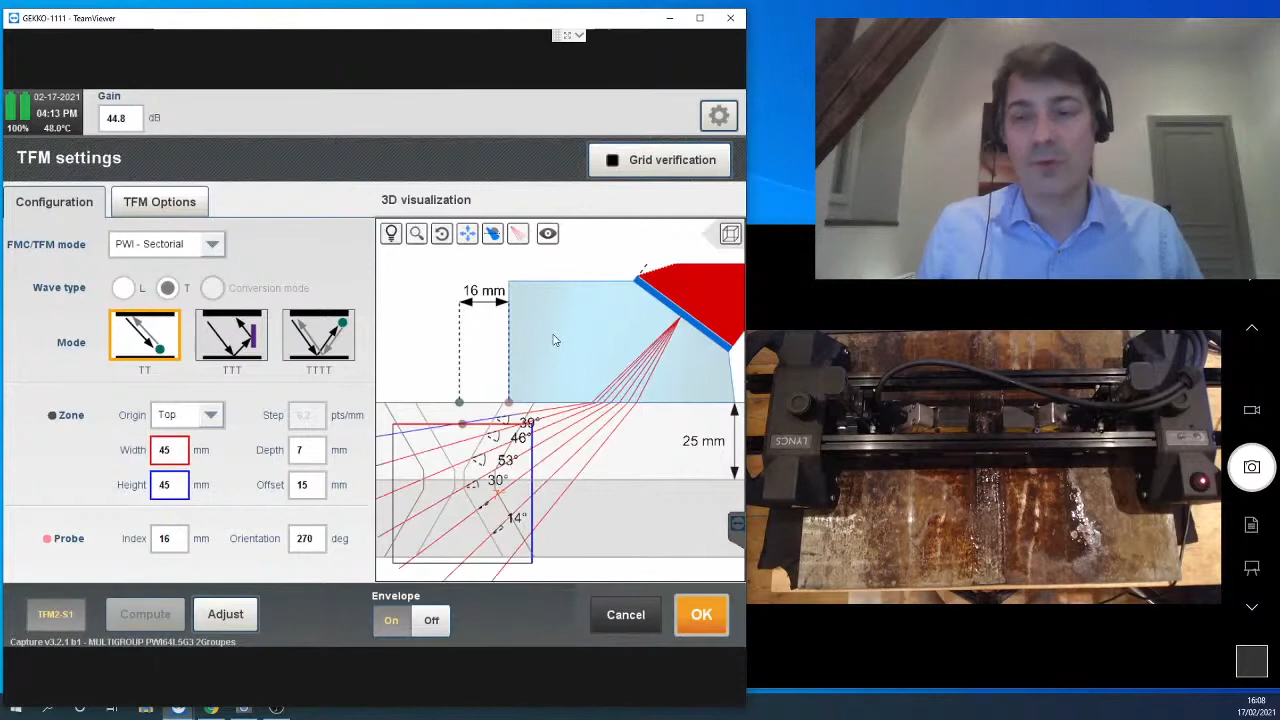 GEKKO-1111 - TeamViewer
02-17-2021
04:13 PM
100% 48.0°C
Gain
44.8 dB
TFM settings
Grid verification
Configuration
TFM Options
3D visualization
FMC/TFM mode PWI - Sectorial
Wave type L T Conversion mode
Mode
TT TTT TTTT
Zone Origin Top Step 0.2 pts/mm
Width 45 mm Depth 7 mm
Height 45 mm Offset 15 mm
Probe Index 16 mm Orientation 270 deg
16 mm
39°
46°
53°
30°
14°
25 mm
TFM2-S1
Compute
Adjust
Envelope
On Off
Cancel
OK
Capture v3.2.1 b1 - MULTIGROUP PWI64L5G3 2Groupes
LYNCS
16:08
17/02/2021